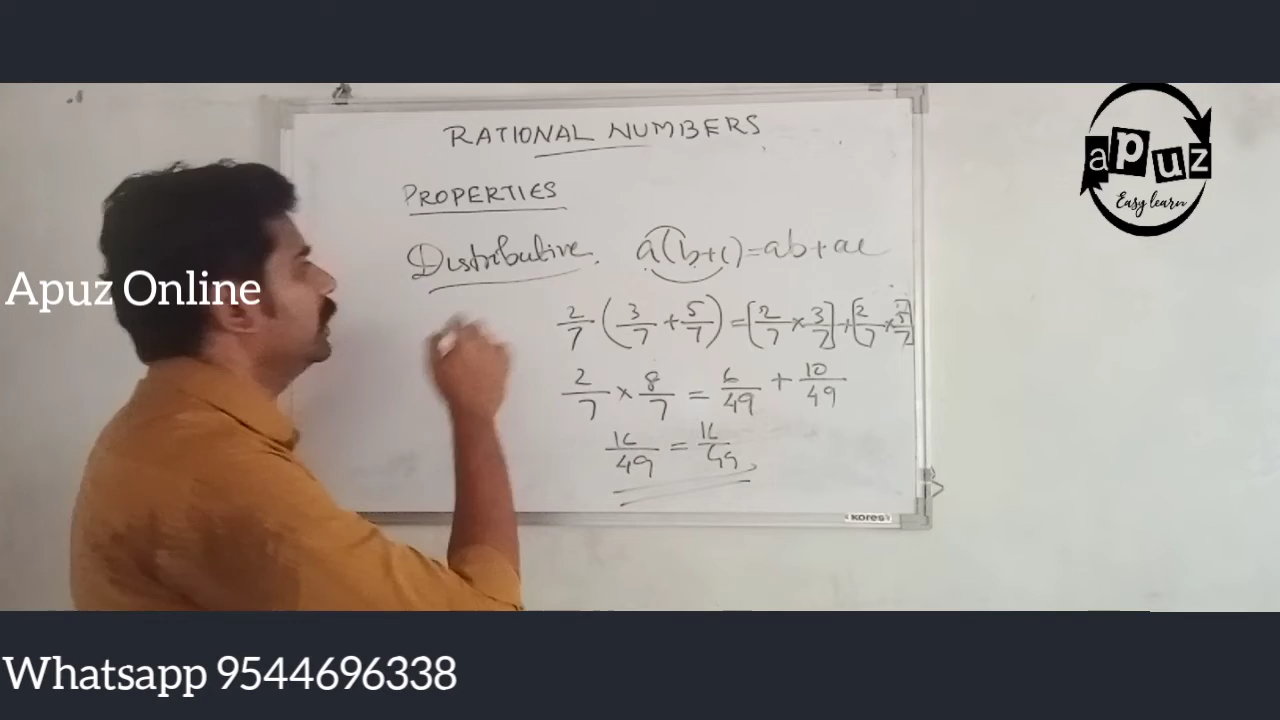 RATIONAL NUMBERS
PROPERTIES
Distributive. a(b+c)=ab+ac
2/7 (3/7 + 5/7) = [2/7 × 3/7] + [2/7 × 5/7]
2/7 × 8/7 = 6/49 + 10/49
16/49 = 16/49
kores
apuz
Easy learn
Apuz Online
Whatsapp 9544696338